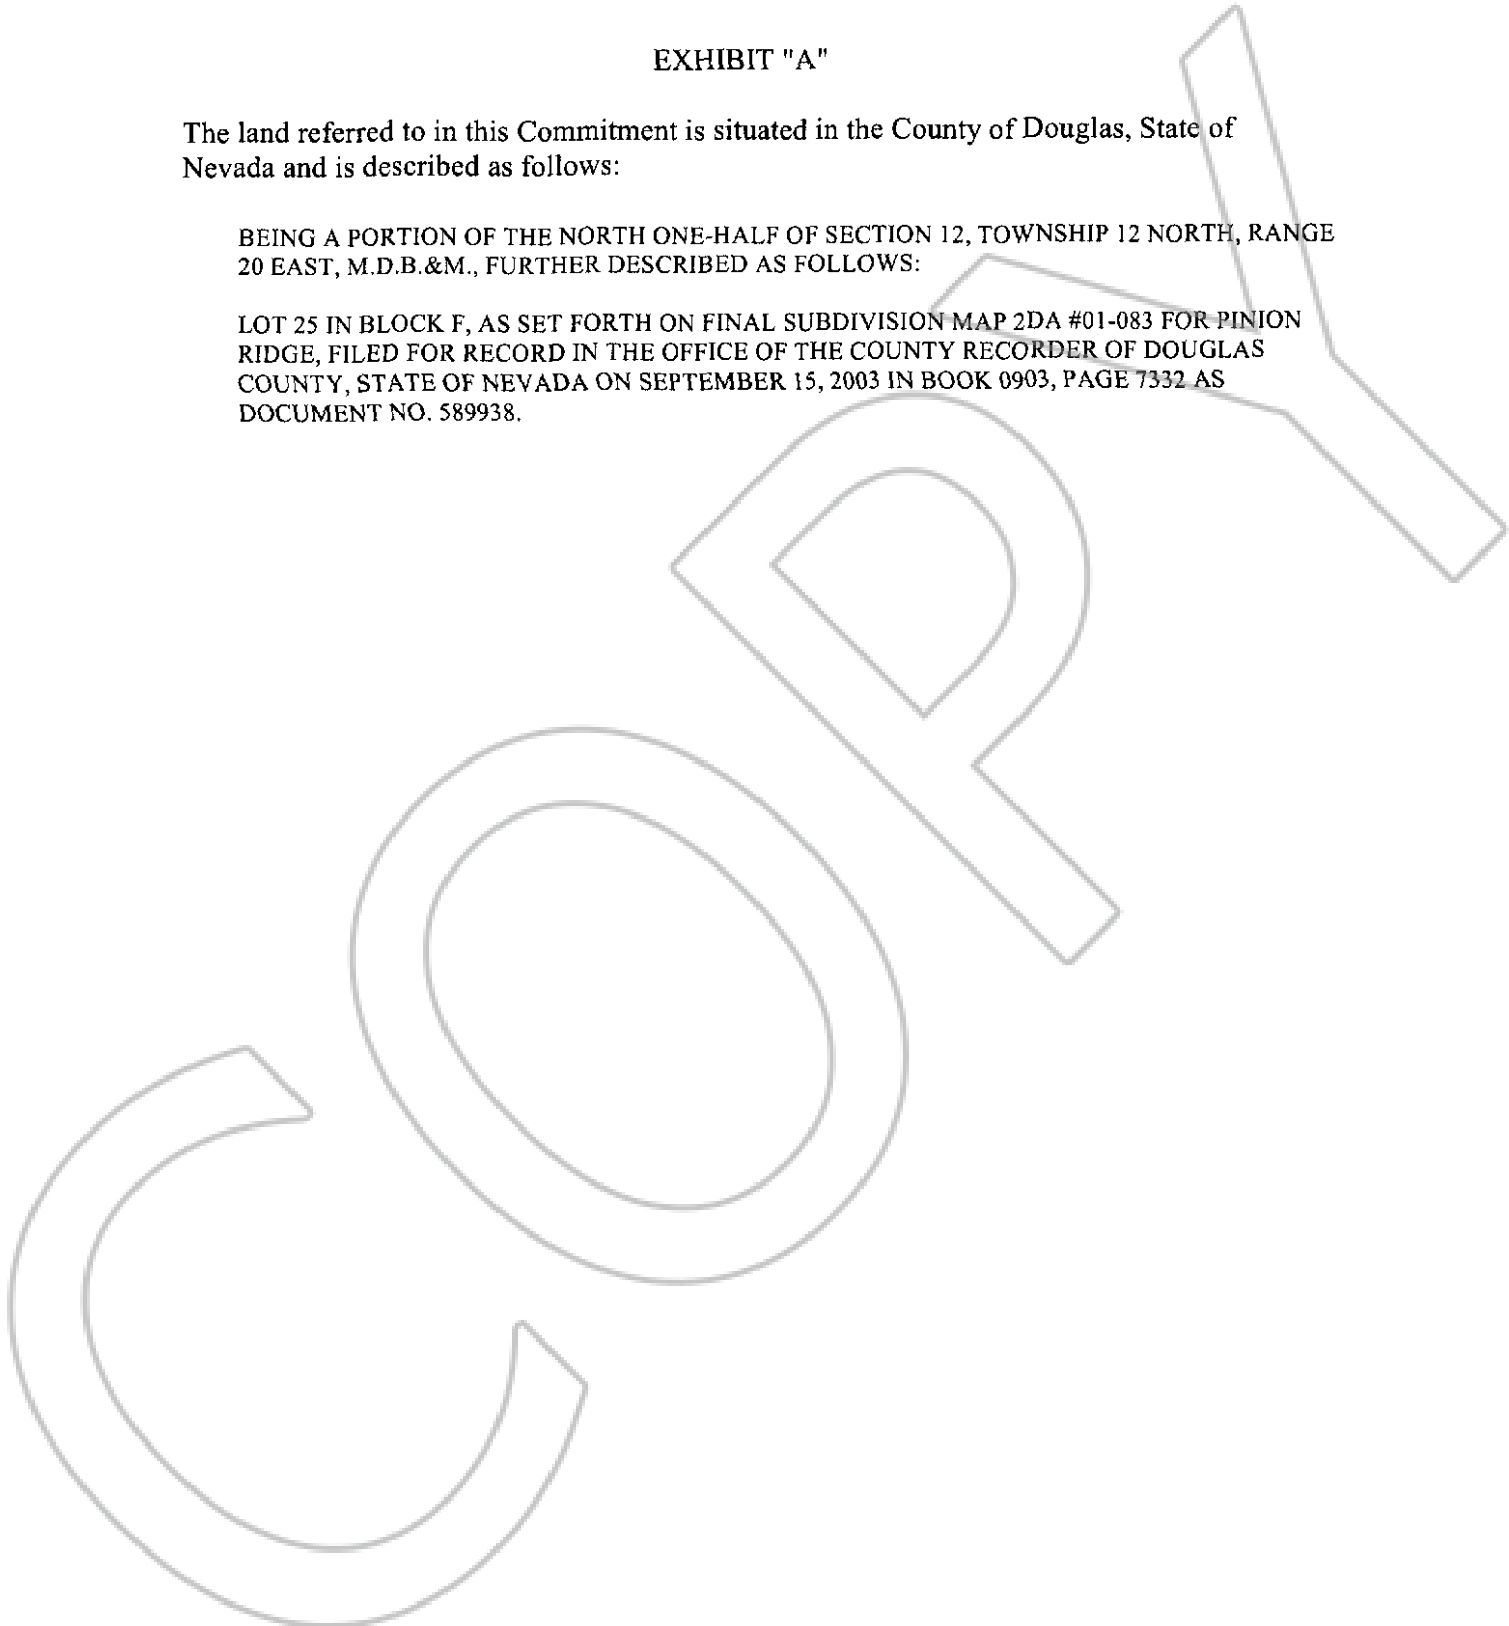 EXHIBIT "A"
The land referred to in this Commitment is situated in the County of Douglas, State of
Nevada and is described as follows:
BEING A PORTION OF THE NORTH ONE-HALF OF SECTION 12, TOWNSHIP 12 NORTH, RANGE
20 EAST, M.D.B.&M., FURTHER DESCRIBED AS FOLLOWS:
LOT 25 IN BLOCK F, AS SET FORTH ON FINAL SUBDIVISION MAP 2DA #01-083 FOR PINION
RIDGE, FILED FOR RECORD IN THE OFFICE OF THE COUNTY RECORDER OF DOUGLAS
COUNTY, STATE OF NEVADA ON SEPTEMBER 15, 2003 IN BOOK 0903, PAGE 7332 AS
DOCUMENT NO. 589938.
COPY